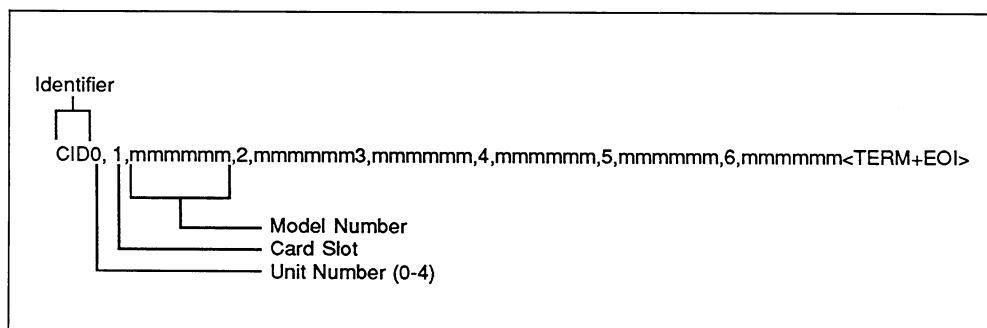 Identifier
CID0, 1,mmmmmm,2,mmmmmm3,mmmmmm,4,mmmmmm,5,mmmmmm,6,mmmmmm<TERM+EOI>
Model Number
Card Slot
Unit Number (0-4)